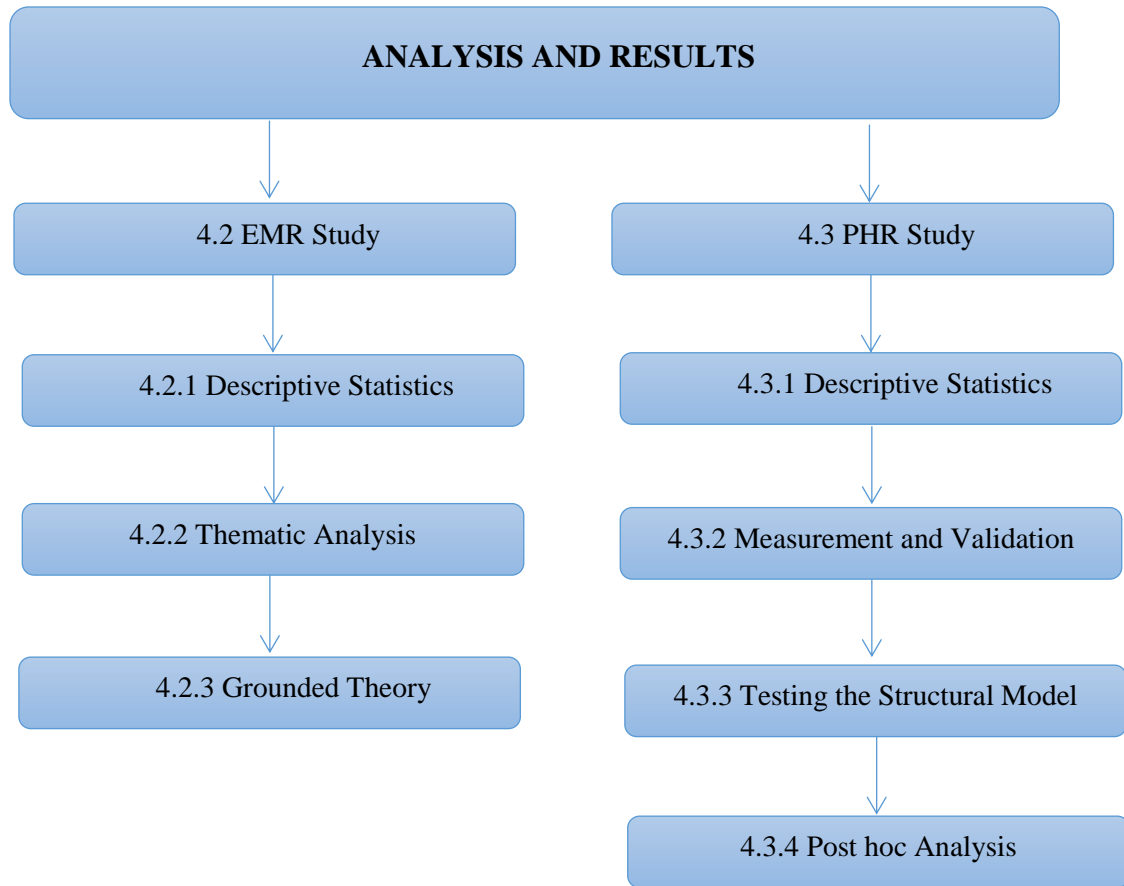 ANALYSIS AND RESULTS
4.2 EMR Study
4.3 PHR Study
4.2.1 Descriptive Statistics
4.3.1 Descriptive Statistics
4.2.2 Thematic Analysis
4.3.2 Measurement and Validation
4.2.3 Grounded Theory
4.3.3 Testing the Structural Model
4.3.4 Post hoc Analysis